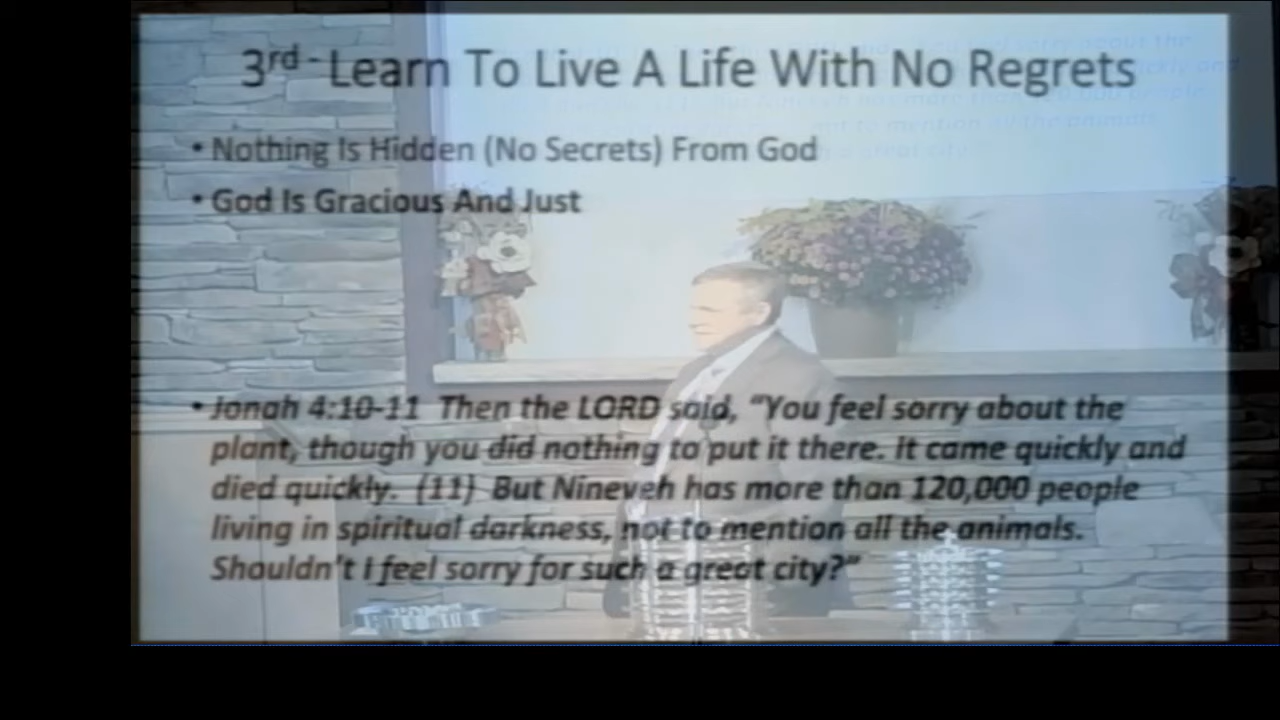 3rd - Learn To Live A Life With No Regrets
• Nothing Is Hidden (No Secrets) From God
• God Is Gracious And Just
• Jonah 4:10-11 Then the LORD said, “You feel sorry about the
plant, though you did nothing to put it there. It came quickly and
died quickly. (11) But Nineveh has more than 120,000 people
living in spiritual darkness, not to mention all the animals.
Shouldn’t I feel sorry for such a great city?”